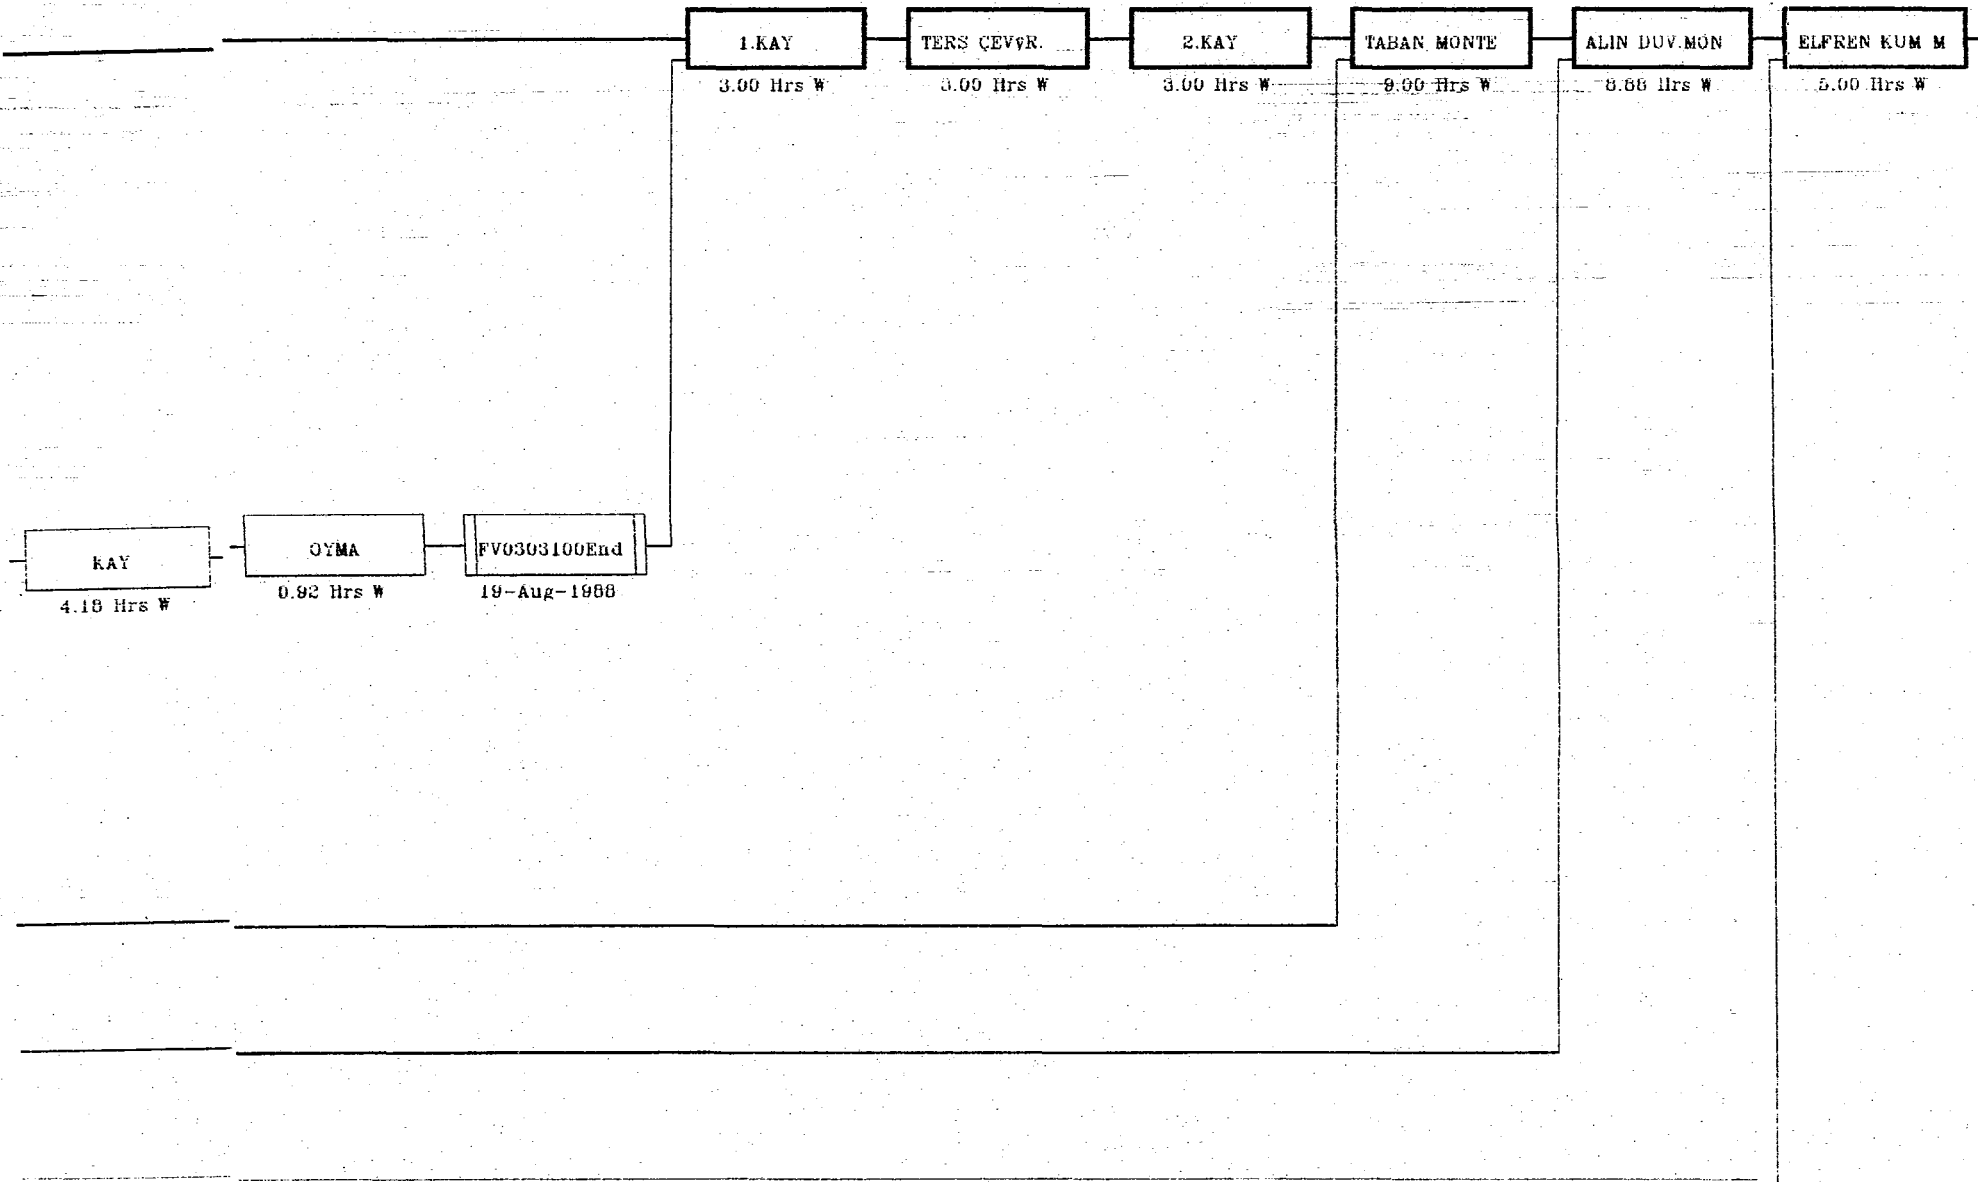 1.KAY
3.00 Hrs W
TERS ÇEVYR.
3.00 Hrs W
2.KAY
3.00 Hrs W
TABAN MONTE
9.00 Hrs W
ALIN DUV.MON
8.88 Hrs W
ELFREN KUM M
5.00 Hrs W
KAY
4.18 Hrs W
OYMA
0.92 Hrs W
FV0303100End
19-Aug-1988